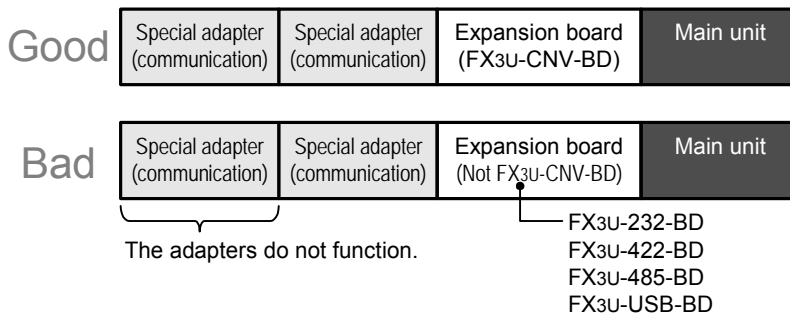 Good
Special adapter
(communication)
Special adapter
(communication)
Expansion board
(FX3U-CNV-BD)
Main unit
Bad
Special adapter
(communication)
Special adapter
(communication)
Expansion board
(Not FX3U-CNV-BD)
Main unit
The adapters do not function.
FX3U-232-BD
FX3U-422-BD
FX3U-485-BD
FX3U-USB-BD